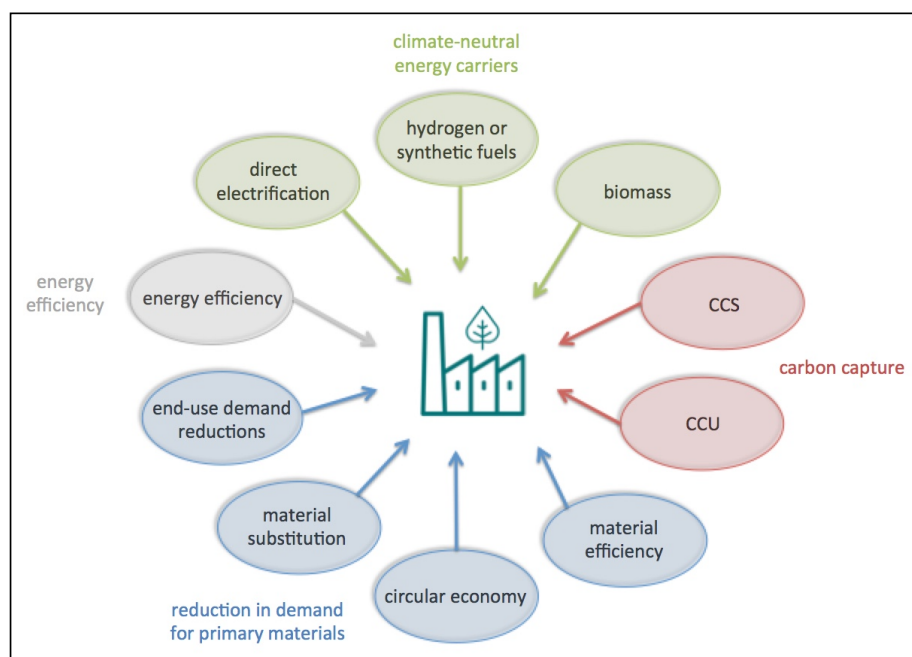 climate-neutral
energy carriers
hydrogen or
synthetic fuels
direct
electrification
biomass
energy
efficiency
energy efficiency
CCS
carbon capture
end-use demand
reductions
CCU
material
substitution
material
efficiency
circular economy
reduction in demand
for primary materials